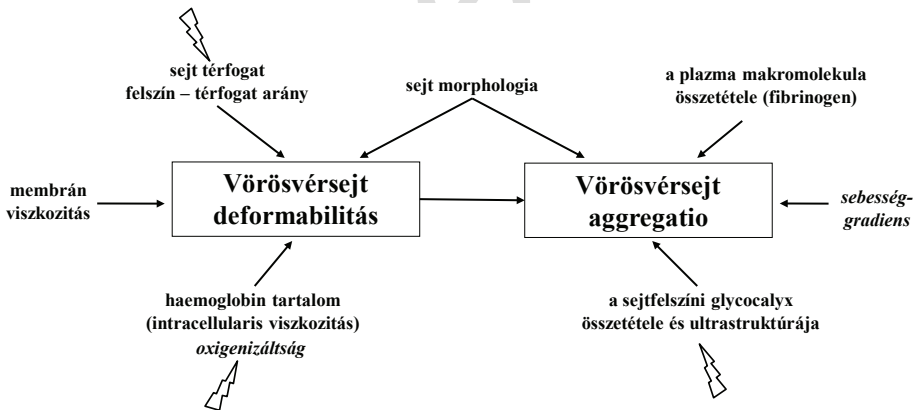 sejt térfogat
felszín – térfogat arány
sejt morphologia
a plazma makromolekula
összetétele (fibrinogen)
membrán
viszkozitás
Vörösvérsejt
deformabilitás
Vörösvérsejt
aggregatio
sebesség-
gradiens
haemoglobin tartalom
(intracellularis viszkozitás)
oxigenizáltság
a sejtfelszíni glycocalyx
összetétele és ultrastruktúrája